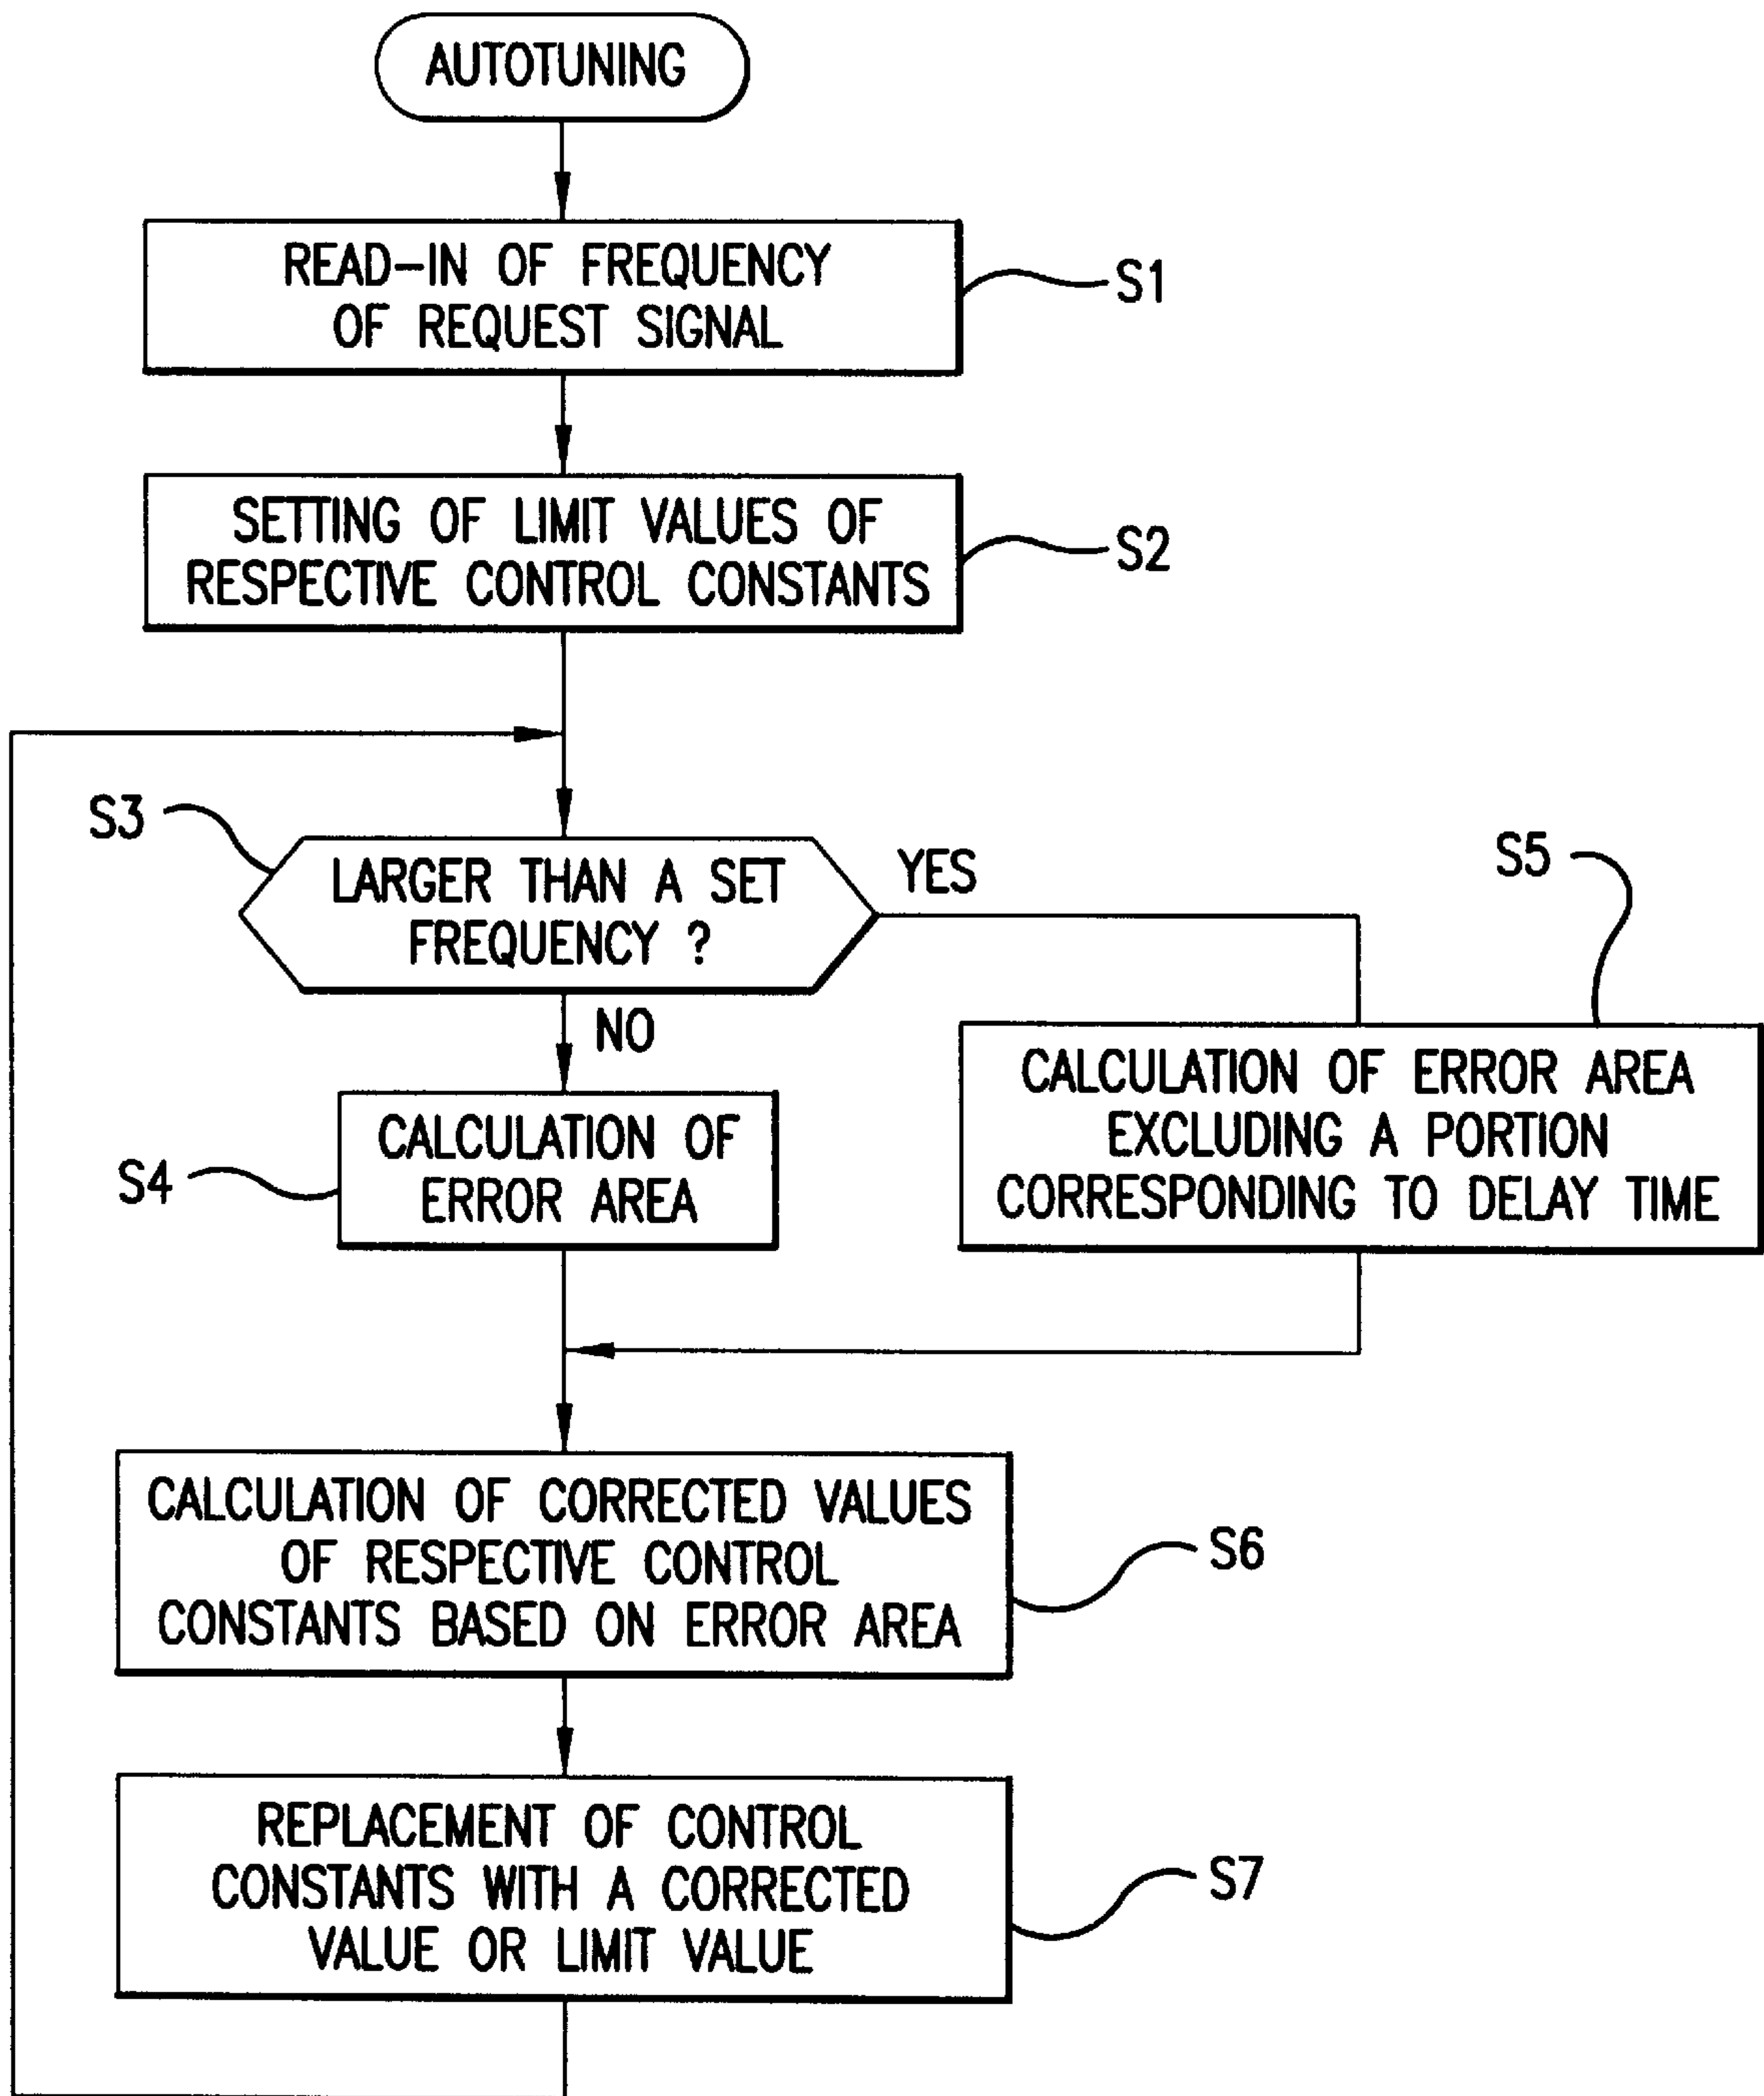 AUTOTUNING
READ-IN OF FREQUENCY
OF REQUEST SIGNAL
S1
SETTING OF LIMIT VALUES OF
RESPECTIVE CONTROL CONSTANTS
S2
S3
LARGER THAN A SET
FREQUENCY ?
YES
NO
S5
CALCULATION OF ERROR AREA
EXCLUDING A PORTION
CORRESPONDING TO DELAY TIME
S4
CALCULATION OF
ERROR AREA
CALCULATION OF CORRECTED VALUES
OF RESPECTIVE CONTROL
CONSTANTS BASED ON ERROR AREA
S6
REPLACEMENT OF CONTROL
CONSTANTS WITH A CORRECTED
VALUE OR LIMIT VALUE
S7